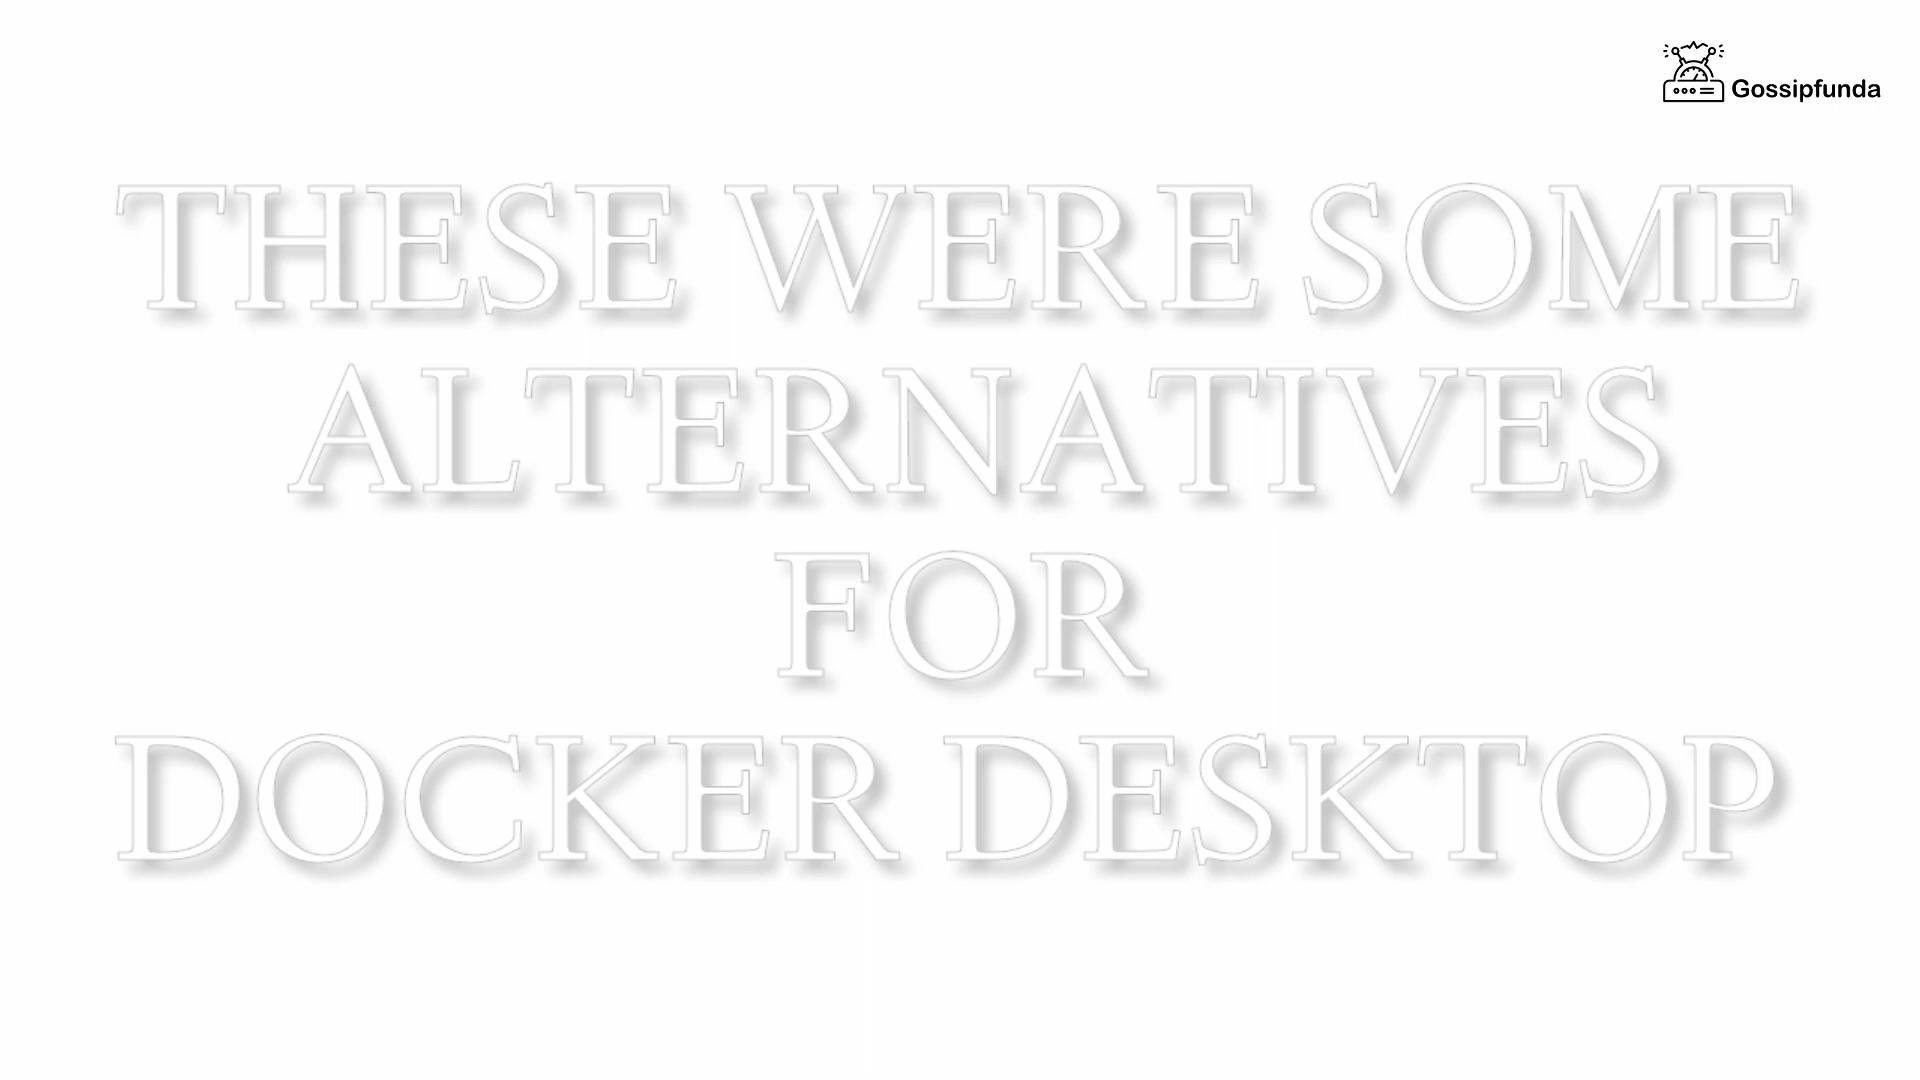 Gossipfunda
THESE WERE SOME
ALTERNATIVES
FOR
DOCKER DESKTOP